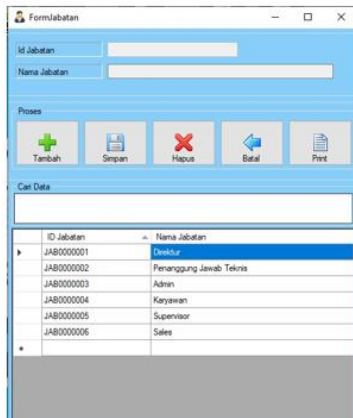 FormJabatan
Id Jabatan
Nama Jabatan
Proses
Tambah Simpan Hapus Batal Print
Cari Data
ID Jabatan Nama Jabatan
JAB0000001 Direktur
JAB0000002 Penanggung Jawab Teknis
JAB0000003 Admin
JAB0000004 Karyawan
JAB0000005 Supervisor
JAB0000006 Sales